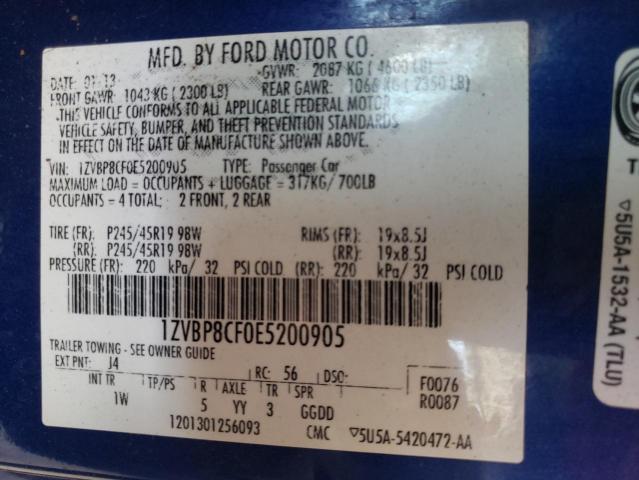 MFD. BY FORD MOTOR CO.
DATE: 01/13 GVWR: 2087 KG ( 4600 LB)
FRONT GAWR: 1043 KG ( 2300 LB) REAR GAWR: 1066 KG ( 2350 LB)
THIS VEHICLE CONFORMS TO ALL APPLICABLE FEDERAL MOTOR
VEHICLE SAFETY, BUMPER, AND THEFT PREVENTION STANDARDS
IN EFFECT ON THE DATE OF MANUFACTURE SHOWN ABOVE.
VIN: 1ZVBP8CF0E5200905 TYPE: Passenger Car
MAXIMUM LOAD = OCCUPANTS + LUGGAGE = 317KG/ 700LB
OCCUPANTS = 4 TOTAL; 2 FRONT, 2 REAR
TIRE (FR): P245/45R19 98W RIMS (FR): 19x8.5J
(RR): P245/45R19 98W (RR): 19x8.5J
PRESSURE (FR): 220 kPa/ 32 PSI COLD (RR): 220 kPa/ 32 PSI COLD
1ZVBP8CF0E5200905
TRAILER TOWING - SEE OWNER GUIDE
EXT PNT: J4 RC: 56 F0076
INT TR TP/PS R AXLE TR SPR R0087
1W 5 YY 3 GGDD
1201301256093 CMC ▽5U5A-5420472-AA
▽5U5A-1532-AA (TLU)